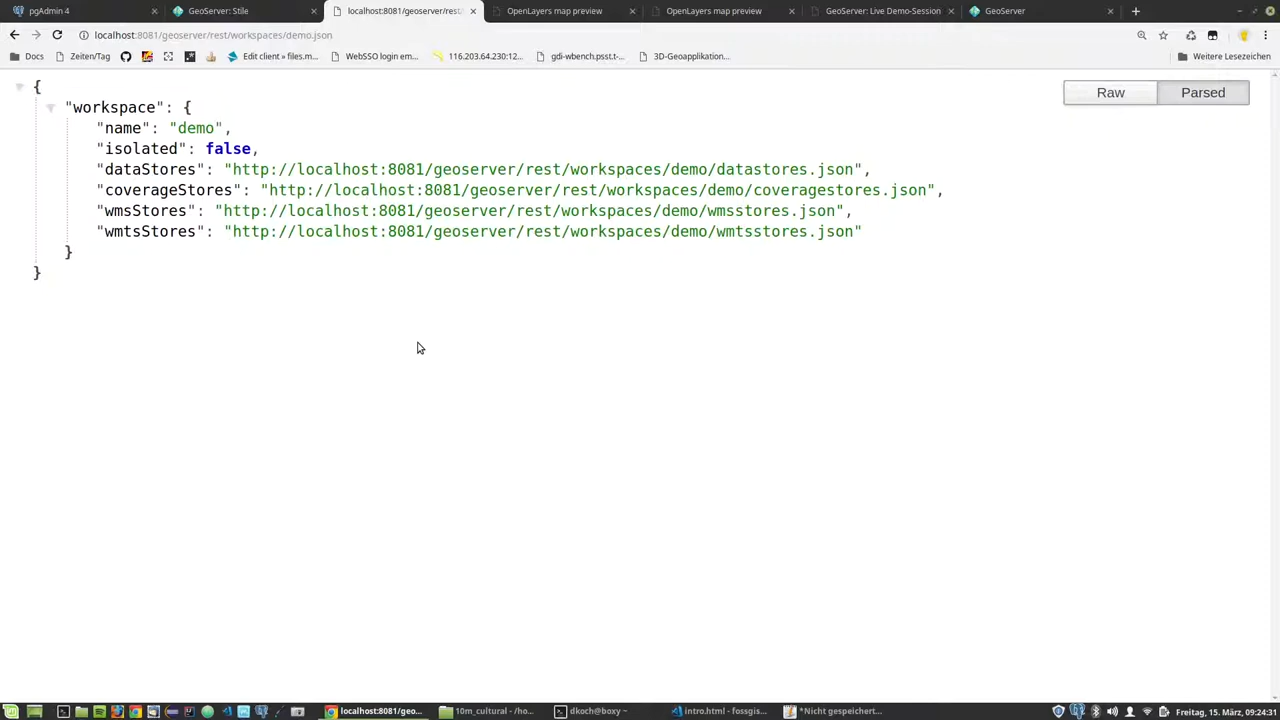 pgAdmin 4
GeoServer: Stile
localhost:8081/geoserver/rest/
OpenLayers map preview
OpenLayers map preview
GeoServer: Live Demo-Session
GeoServer
localhost:8081/geoserver/rest/workspaces/demo.json
Docs
Zeiten/Tag
Edit client » files.m...
WebSSO login em...
116.203.64.230:12...
gdi-wbench.psst.t-...
3D-Geoapplikation...
Weitere Lesezeichen
Raw
Parsed
{
"workspace": {
"name": "demo",
"isolated": false,
"dataStores": "http://localhost:8081/geoserver/rest/workspaces/demo/datastores.json",
"coverageStores": "http://localhost:8081/geoserver/rest/workspaces/demo/coveragestores.json",
"wmsStores": "http://localhost:8081/geoserver/rest/workspaces/demo/wmsstores.json",
"wmtsStores": "http://localhost:8081/geoserver/rest/workspaces/demo/wmtsstores.json"
}
}
localhost:8081/geo...
10m_cultural - /ho...
dkoch@boxy ~
intro.html - fossgis...
*Nicht gespeichert...
Freitag, 15. März, 09:24:31